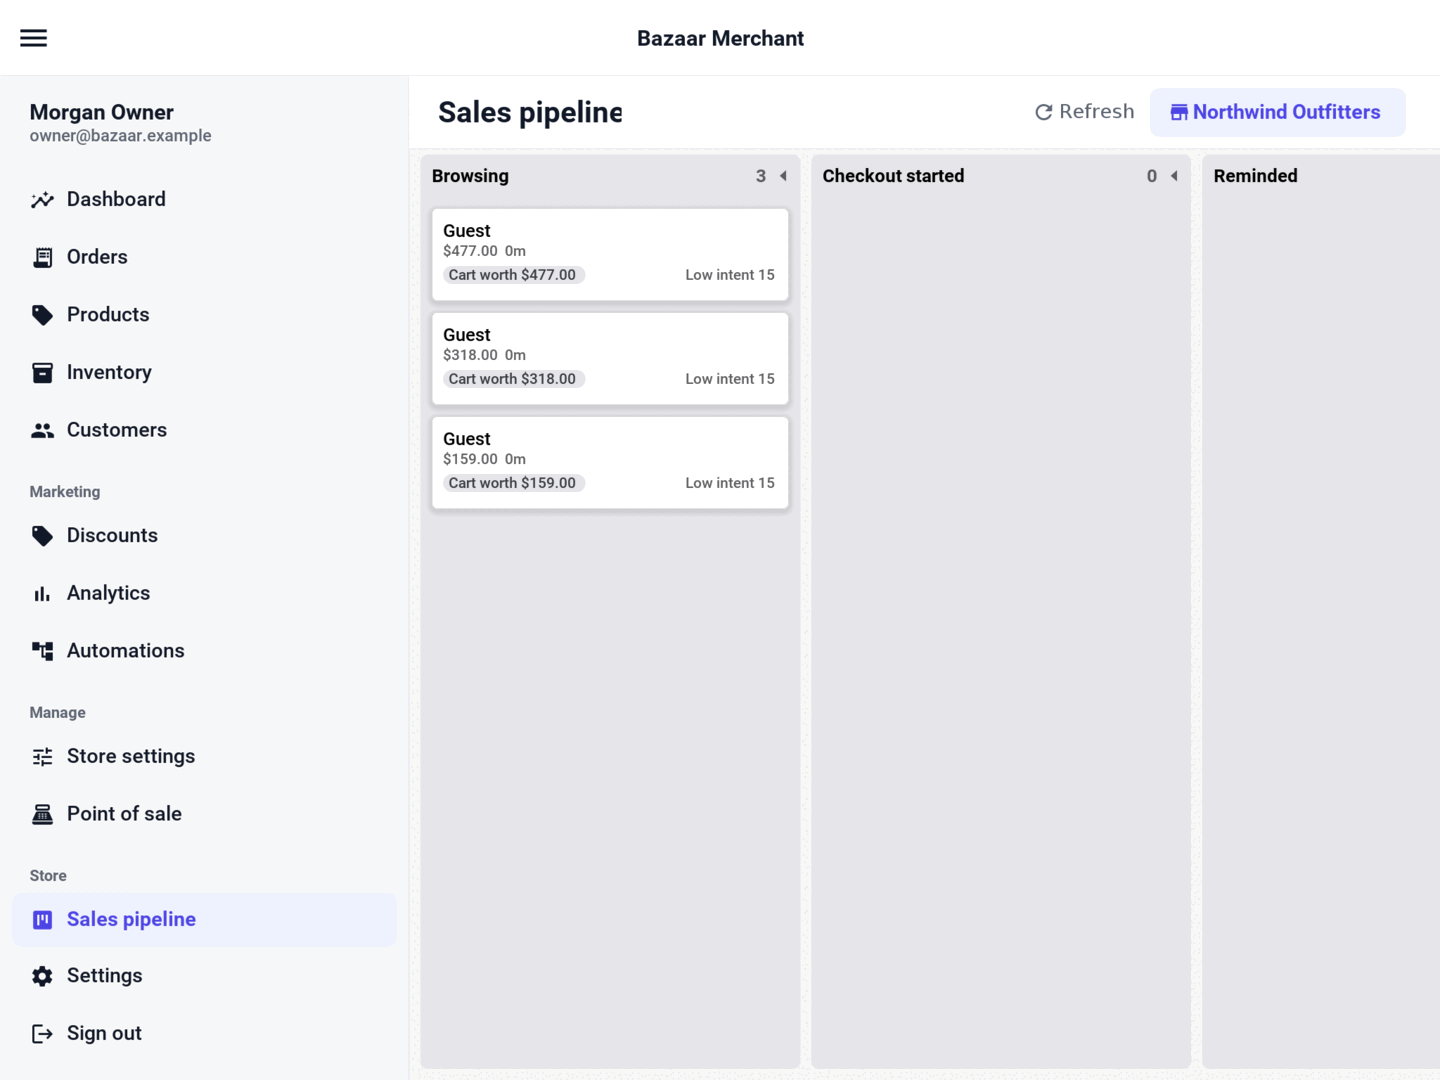 Bazaar Merchant
Morgan Owner
owner@bazaar.example
Dashboard
Orders
Products
Inventory
Customers
Marketing
Discounts
Analytics
Automations
Manage
Store settings
Point of sale
Store
Sales pipeline
Settings
Sign out
Sales pipeline
Refresh
Northwind Outfitters
Browsing 3
Guest
$477.00 0m
Cart worth $477.00 Low intent 15
Guest
$318.00 0m
Cart worth $318.00 Low intent 15
Guest
$159.00 0m
Cart worth $159.00 Low intent 15
Checkout started 0
Reminded